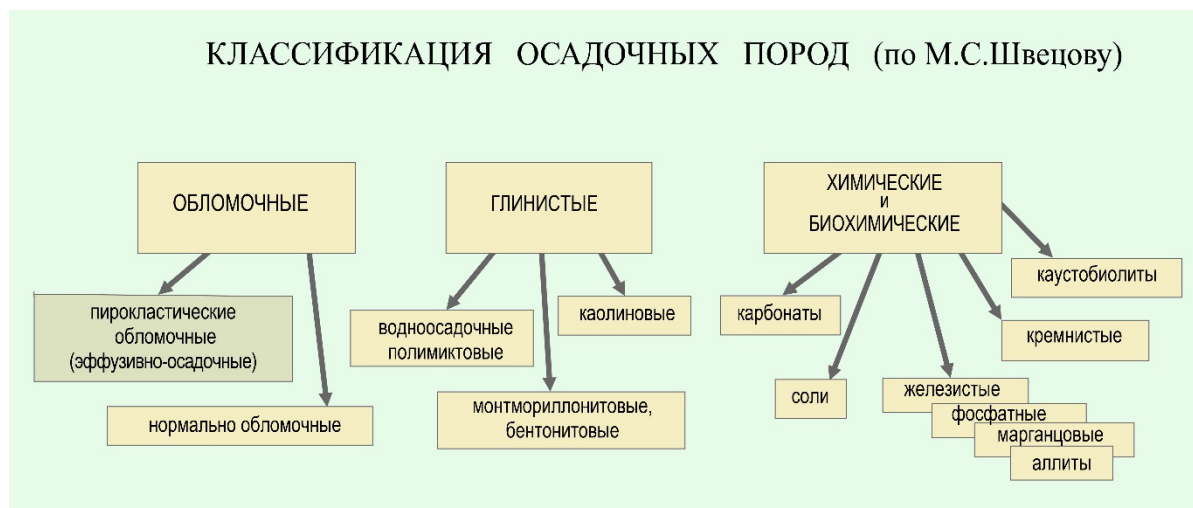 КЛАССИФИКАЦИЯ ОСАДОЧНЫХ ПОРОД (по М.С.Швецову)
ОБЛОМОЧНЫЕ
пирокластические
обломочные
(эффузивно-осадочные)
нормально обломочные
ГЛИНИСТЫЕ
водноосадочные
полимиктовые
монтмориллонитовые,
бентонитовые
каолиновые
ХИМИЧЕСКИЕ
и
БИОХИМИЧЕСКИЕ
карбонаты
соли
железистые
фосфатные
марганцовые
аллиты
кремнистые
каустобиолиты